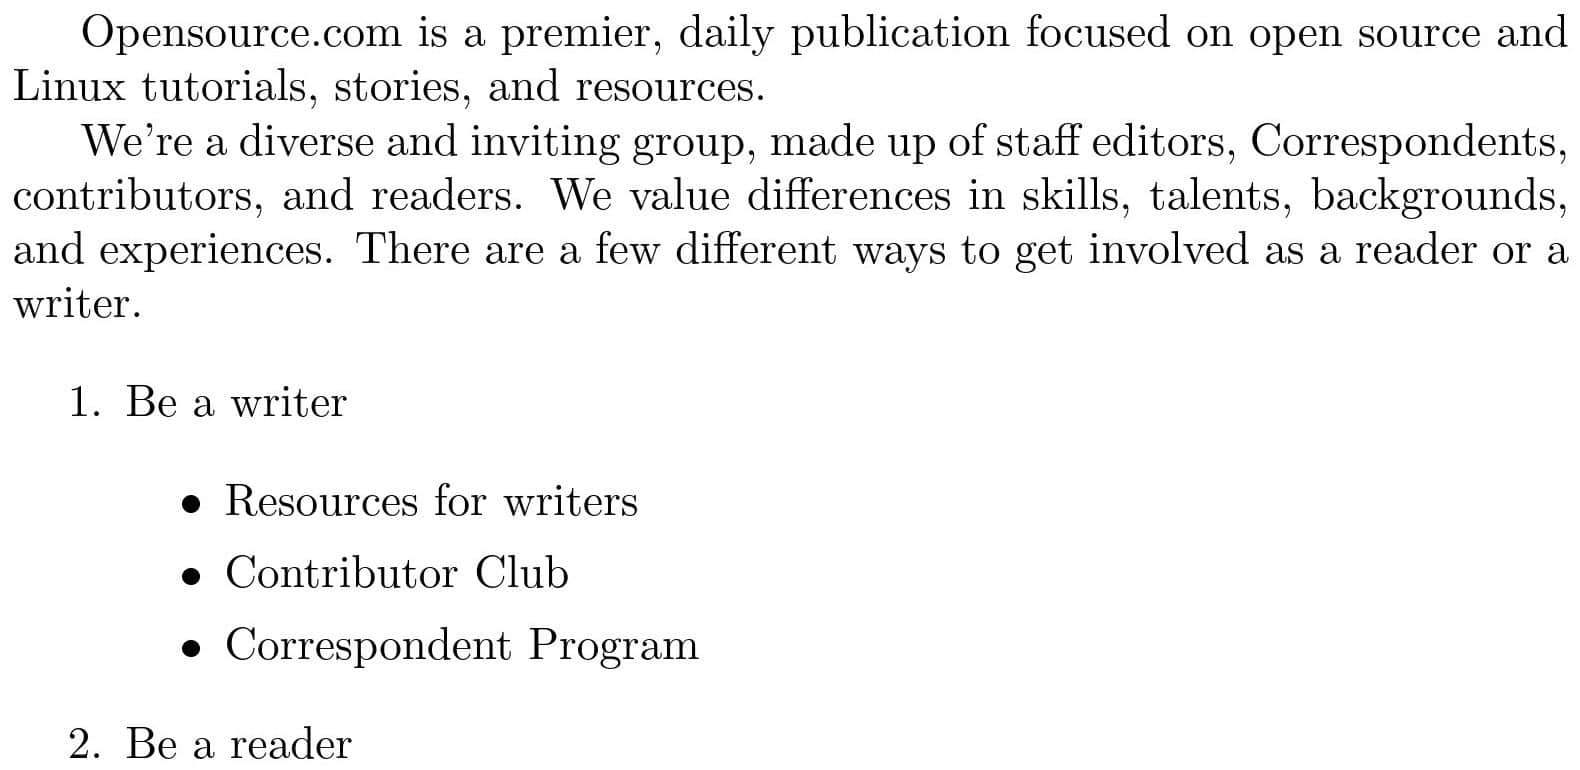 Opensource.com is a premier, daily publication focused on open source and
Linux tutorials, stories, and resources.
We’re a diverse and inviting group, made up of staff editors, Correspondents,
contributors, and readers. We value differences in skills, talents, backgrounds,
and experiences. There are a few different ways to get involved as a reader or a
writer.
1. Be a writer
• Resources for writers
• Contributor Club
• Correspondent Program
2. Be a reader